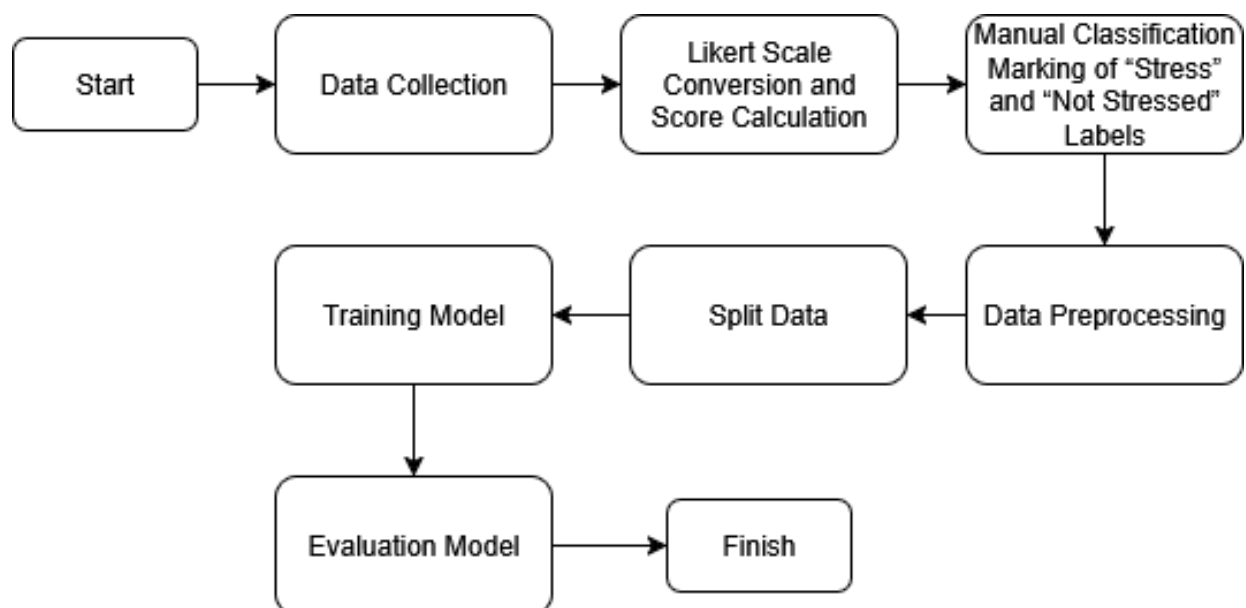 Start
Data Collection
Likert Scale
Conversion and
Score Calculation
Manual Classification
Marking of “Stress”
and “Not Stressed”
Labels
Data Preprocessing
Split Data
Training Model
Evaluation Model
Finish